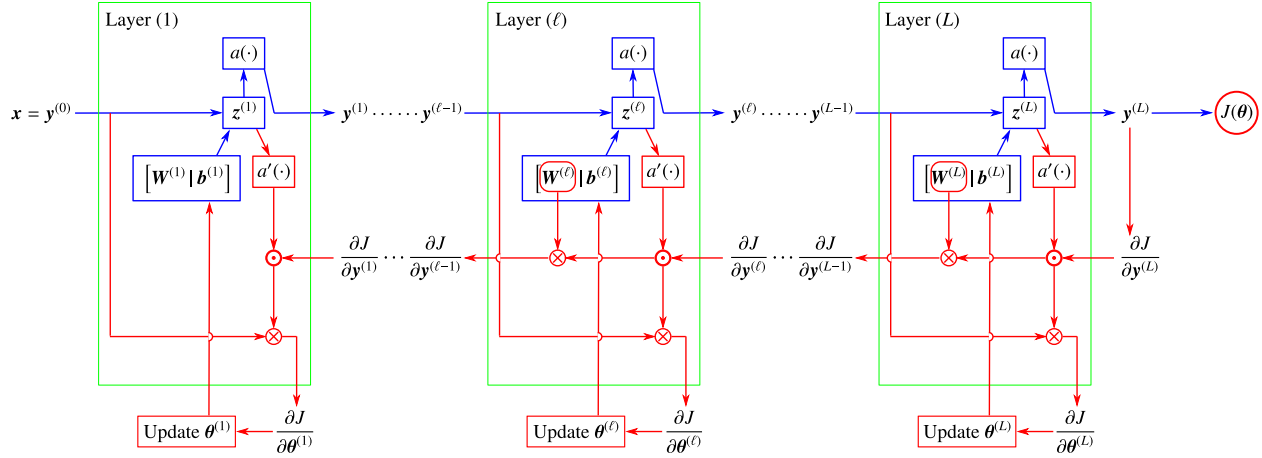 Layer (1) Layer (ℓ) Layer (L)
a(·) a(·) a(·)
x = y⁽⁰⁾ z⁽¹⁾ y⁽¹⁾ ······ y⁽ℓ⁻¹⁾ z⁽ℓ⁾ y⁽ℓ⁾ ······ y⁽ᴸ⁻¹⁾ z⁽ᴸ⁾ y⁽ᴸ⁾ J(θ)
[W⁽¹⁾ | b⁽¹⁾] a′(·) [W⁽ℓ⁾ | b⁽ℓ⁾] a′(·) [W⁽ᴸ⁾ | b⁽ᴸ⁾] a′(·)
∂J/∂y⁽¹⁾ ··· ∂J/∂y⁽ℓ⁻¹⁾ ⊗ ⊙ ∂J/∂y⁽ℓ⁾ ··· ∂J/∂y⁽ᴸ⁻¹⁾ ⊗ ⊙ ∂J/∂y⁽ᴸ⁾
Update θ⁽¹⁾ ∂J/∂θ⁽¹⁾ Update θ⁽ℓ⁾ ∂J/∂θ⁽ℓ⁾ Update θ⁽ᴸ⁾ ∂J/∂θ⁽ᴸ⁾